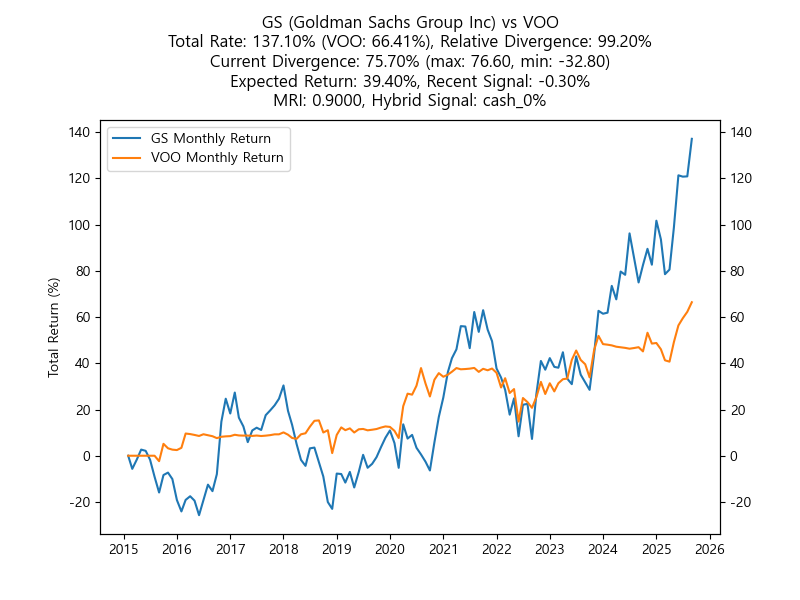 GS (Goldman Sachs Group Inc) vs VOO
Total Rate: 137.10% (VOO: 66.41%), Relative Divergence: 99.20%
Current Divergence: 75.70% (max: 76.60, min: -32.80)
Expected Return: 39.40%, Recent Signal: -0.30%
MRI: 0.9000, Hybrid Signal: cash_0%
GS Monthly Return
VOO Monthly Return
Total Return (%)
140
120
100
80
60
40
20
0
-20
140
120
100
80
60
40
20
0
-20
2015 2016 2017 2018 2019 2020 2021 2022 2023 2024 2025 2026